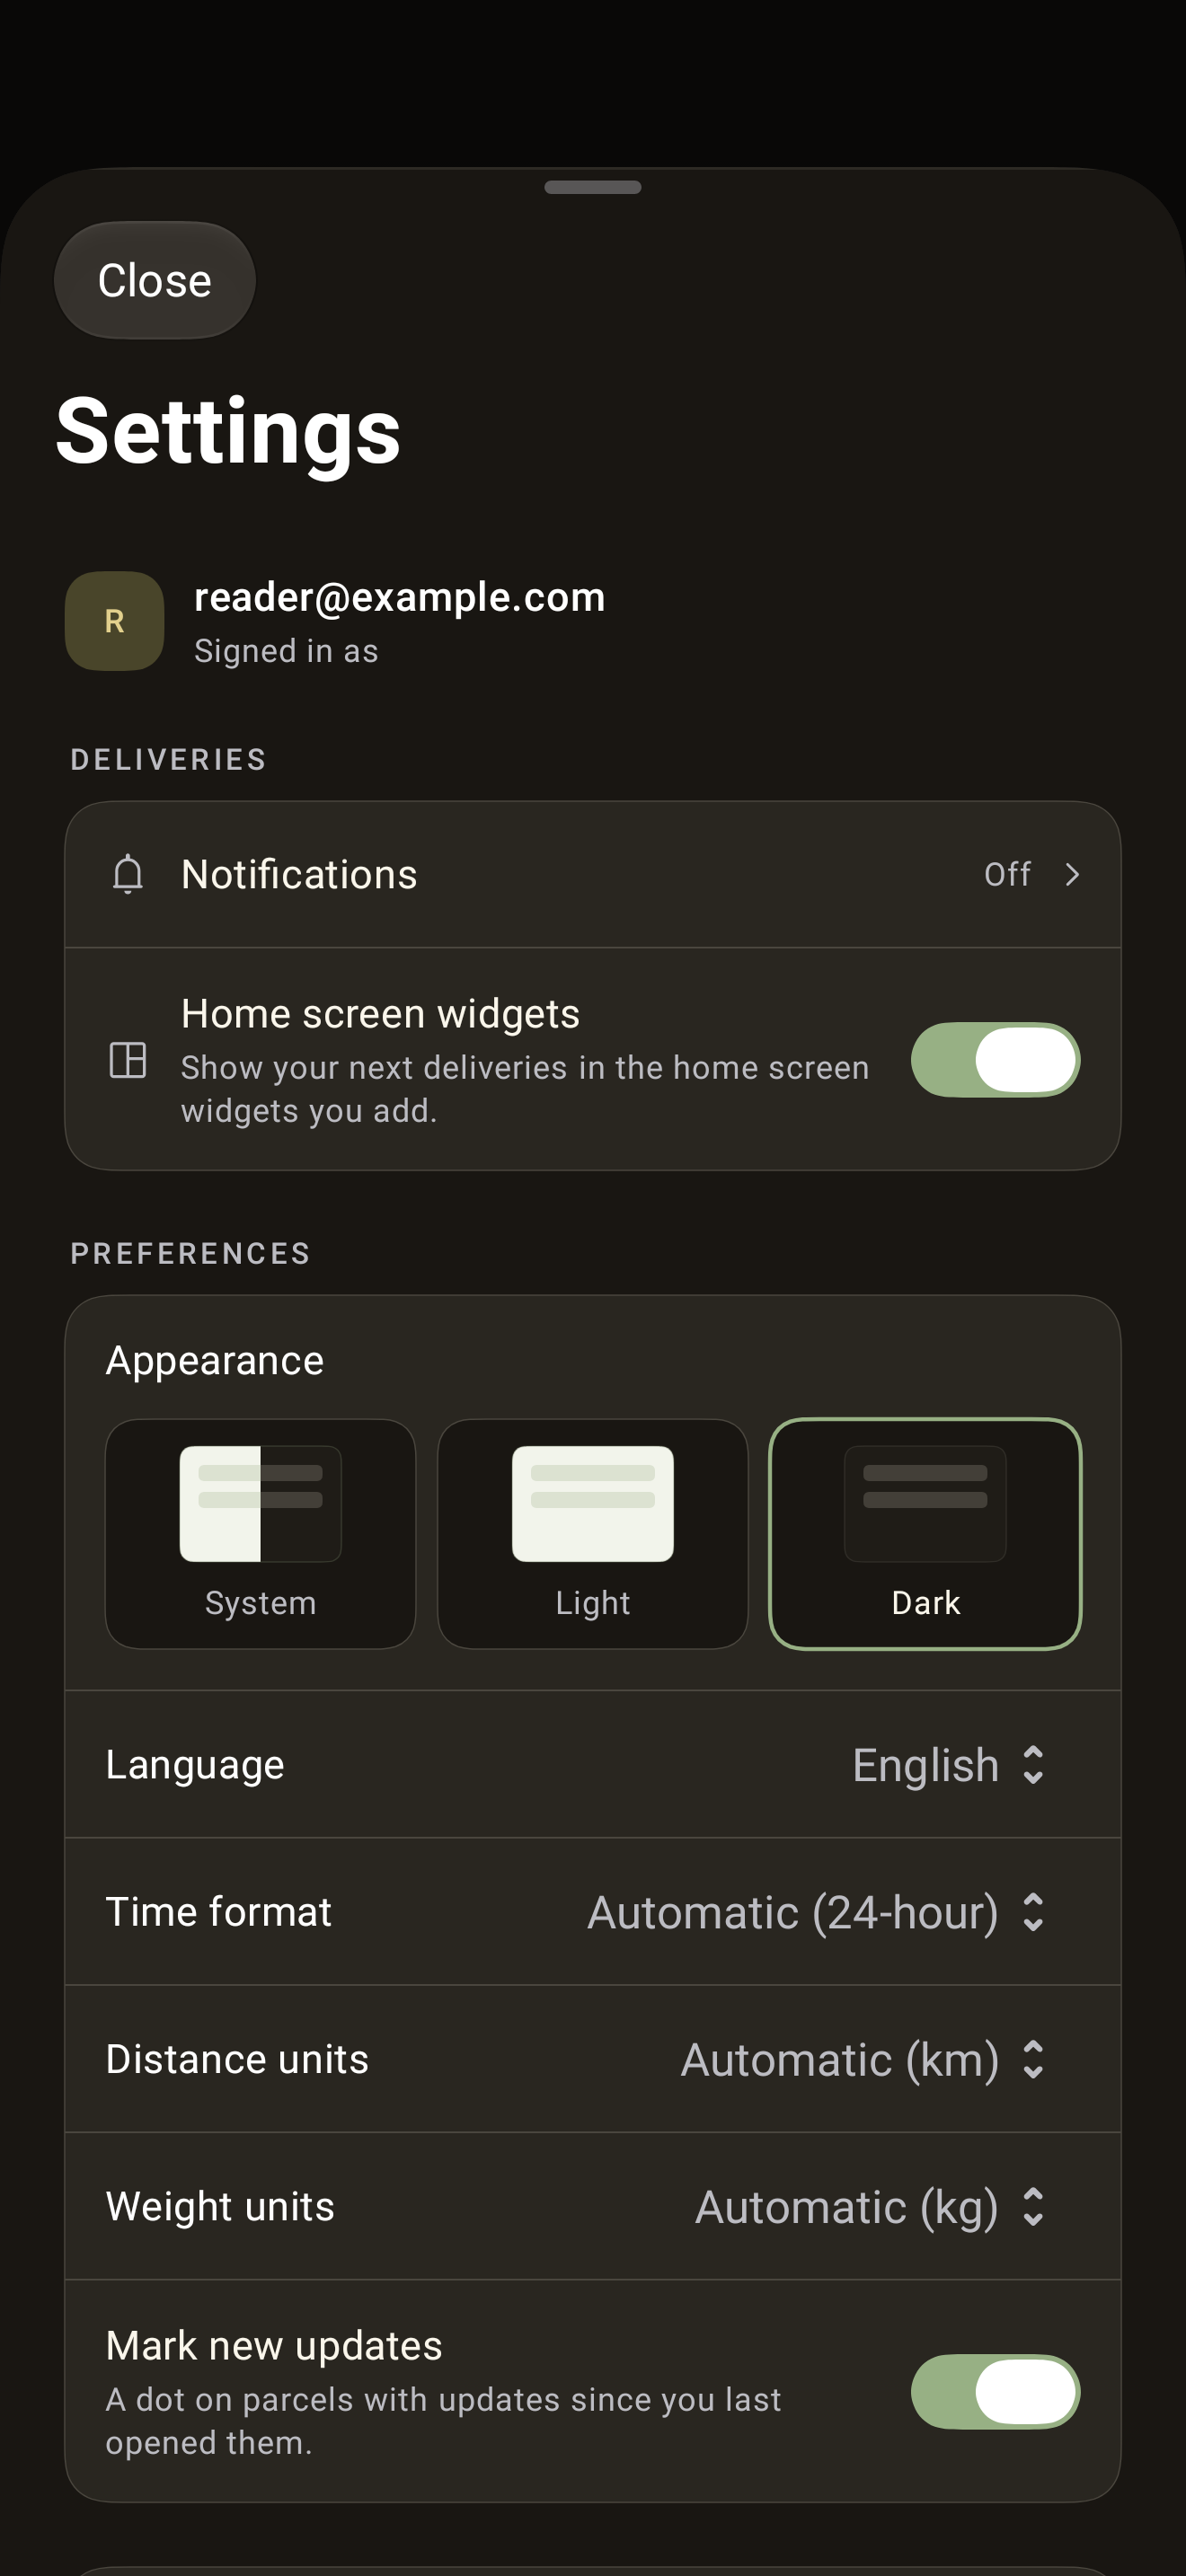 Close
Settings
R
reader@example.com
Signed in as
DELIVERIES
Notifications
Off
Home screen widgets
Show your next deliveries in the home screen
widgets you add.
PREFERENCES
Appearance
System
Light
Dark
Language
English
Time format
Automatic (24-hour)
Distance units
Automatic (km)
Weight units
Automatic (kg)
Mark new updates
A dot on parcels with updates since you last
opened them.